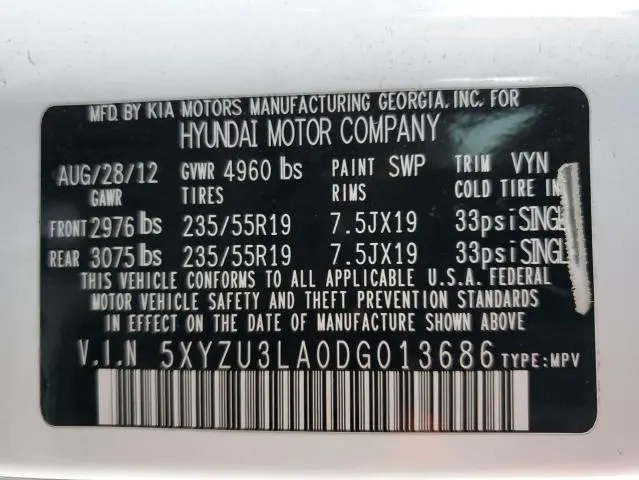 MFD. BY KIA MOTORS MANUFACTURING GEORGIA, INC. FOR
HYUNDAI MOTOR COMPANY
AUG/28/12 GVWR 4960 lbs PAINT SWP TRIM VYN
GAWR TIRES RIMS COLD TIRE IN
FRONT 2976 lbs 235/55R19 7.5JX19 33psi SINGL
REAR 3075 lbs 235/55R19 7.5JX19 33psi SINGL
THIS VEHICLE CONFORMS TO ALL APPLICABLE U.S.A. FEDERAL
MOTOR VEHICLE SAFETY AND THEFT PREVENTION STANDARDS
IN EFFECT ON THE DATE OF MANUFACTURE SHOWN ABOVE
V.I.N 5XYZU3LA0DG013686 TYPE:MPV